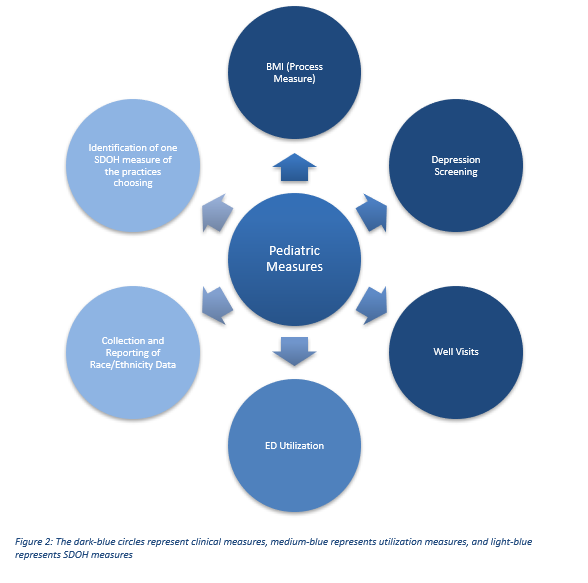 BMI (Process
Measure)
Identification of one
SDOH measure of
the practices
choosing
Depression
Screening
Pediatric
Measures
Collection and
Reporting of
Race/Ethnicity Data
Well Visits
ED Utilization
Figure 2: The dark-blue circles represent clinical measures, medium-blue represents utilization measures, and light-blue
represents SDOH measures